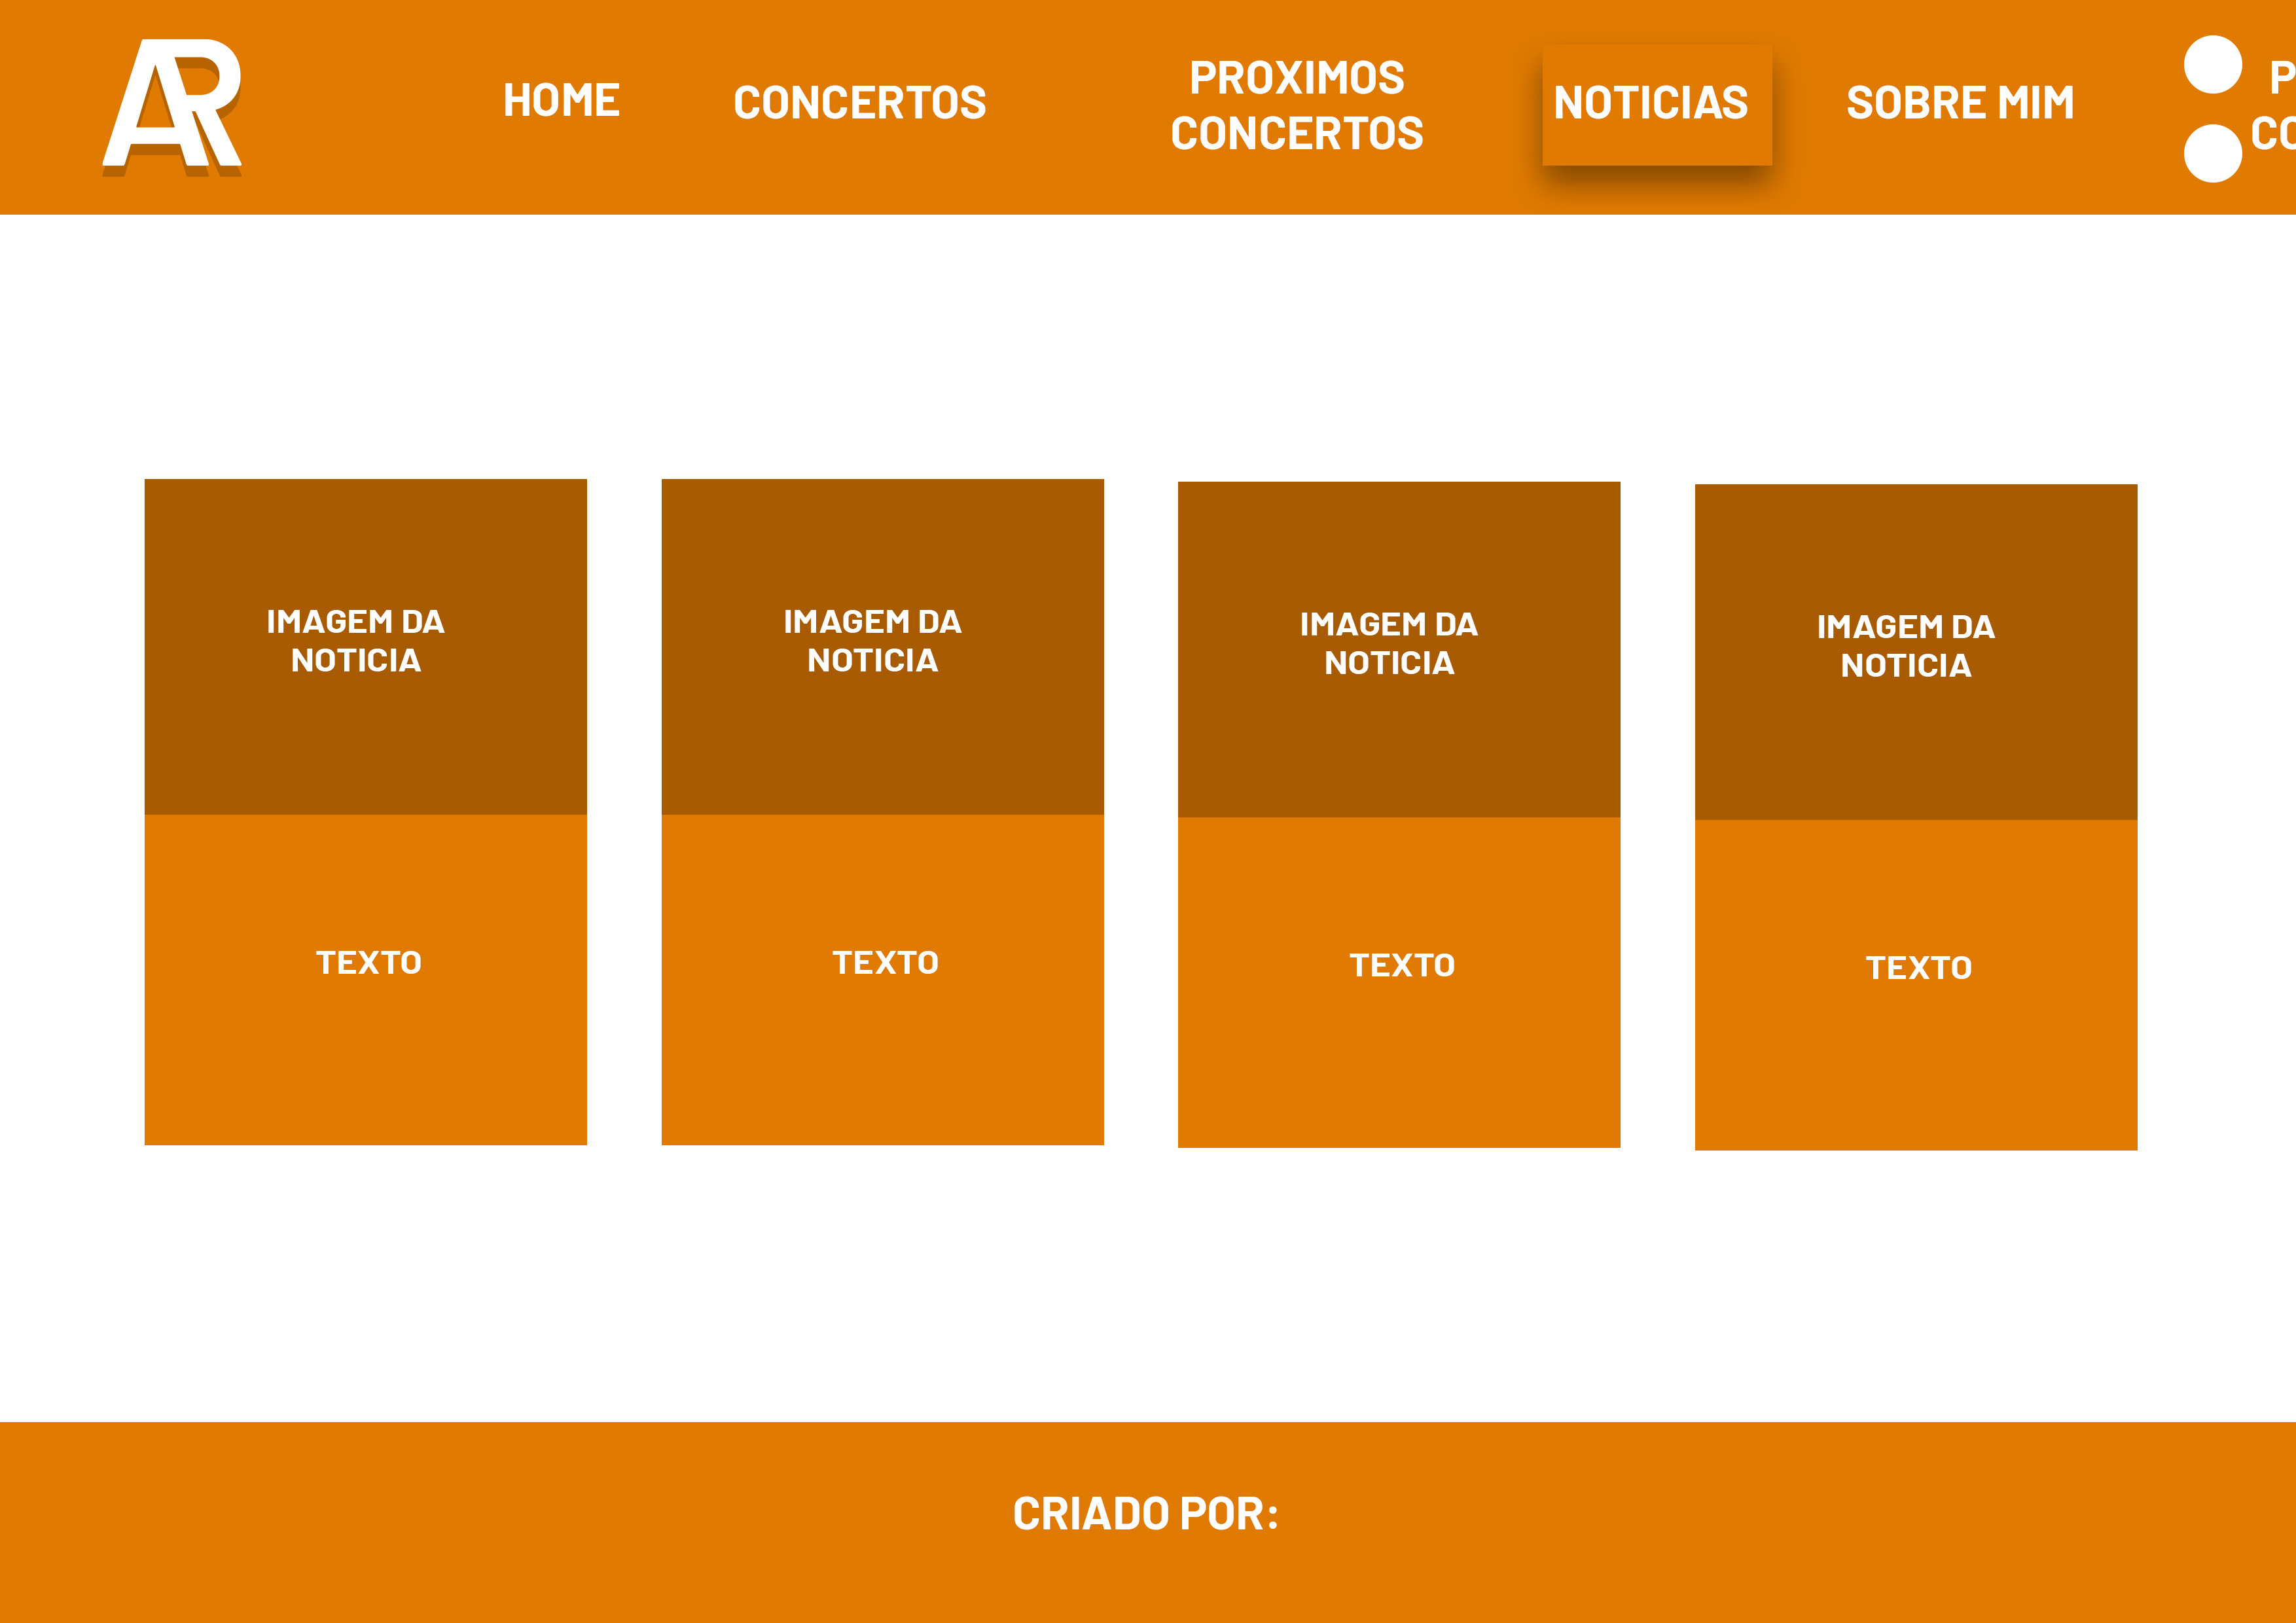 AR
HOME
CONCERTOS
PROXIMOS
CONCERTOS
NOTICIAS
SOBRE MIM
P
CO
IMAGEM DA
NOTICIA
IMAGEM DA
NOTICIA
IMAGEM DA
NOTICIA
IMAGEM DA
NOTICIA
TEXTO
TEXTO
TEXTO
TEXTO
CRIADO POR: